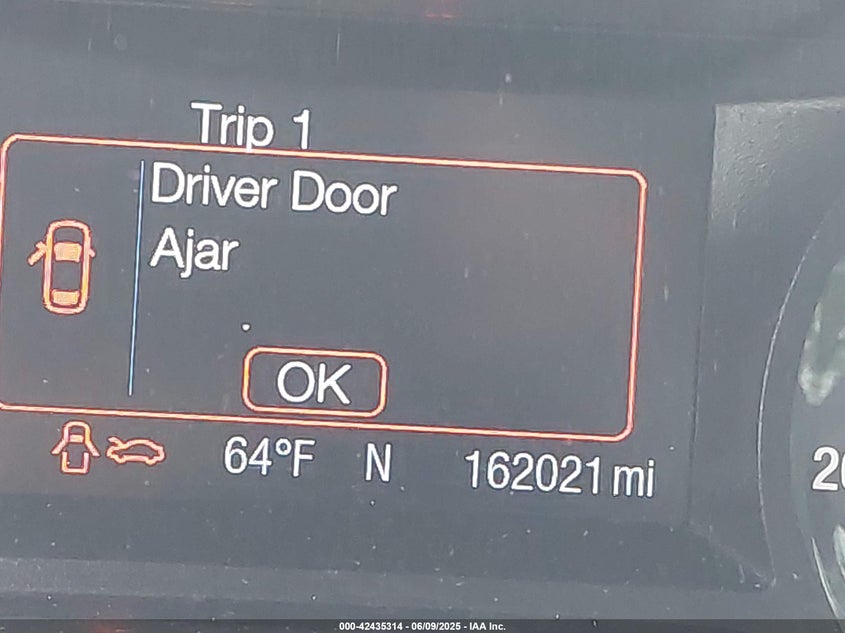 Trip 1
Driver Door
Ajar
OK
64°F N 162021 mi
000-42435314 - 06/09/2025 - IAA Inc.